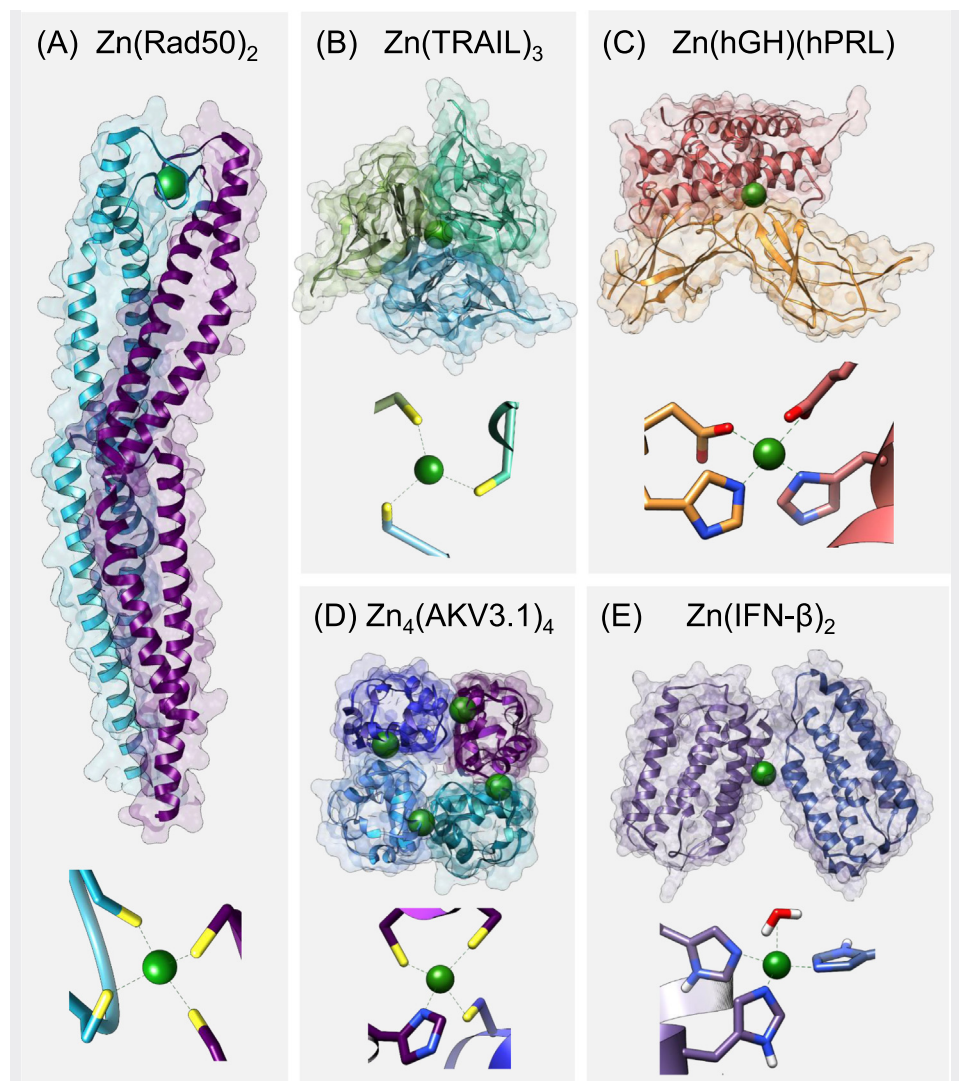 (A) Zn(Rad50)₂
(B) Zn(TRAIL)₃
(C) Zn(hGH)(hPRL)
(D) Zn₄(AKV3.1)₄
(E) Zn(IFN-β)₂